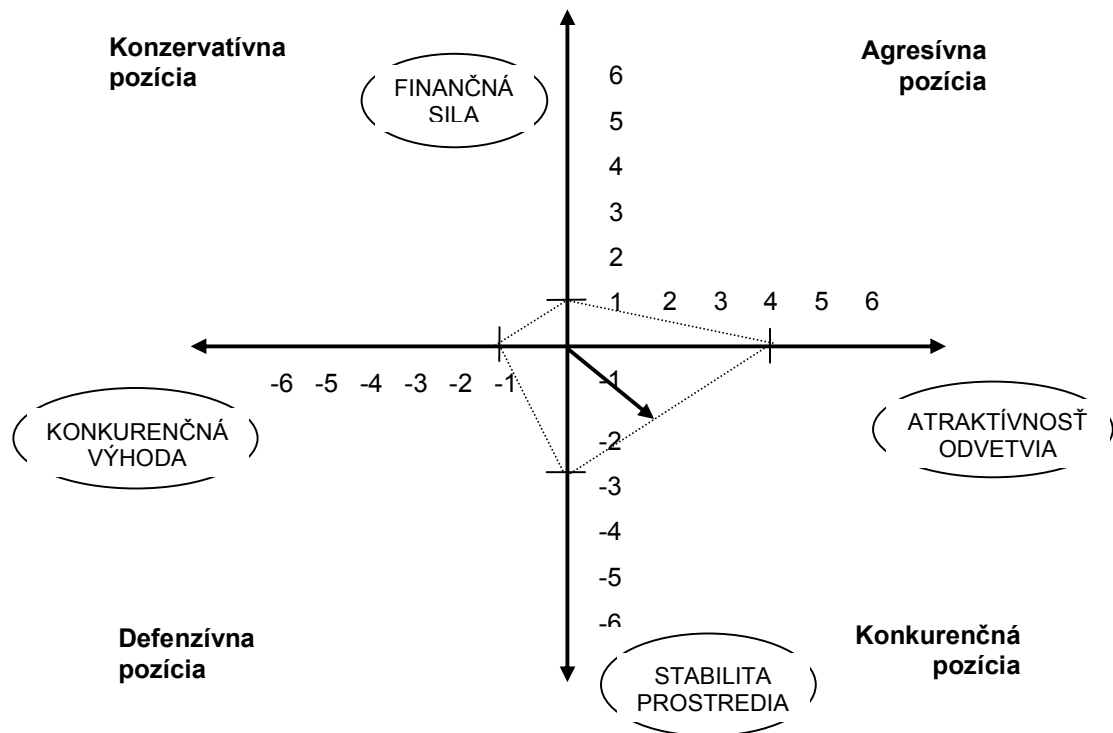 Konzervatívna
pozícia
Agresívna
pozícia
FINANČNÁ
SILA
6
5
4
3
2
1 2 3 4 5 6
-6 -5 -4 -3 -2 -1
-1
-2
-3
-4
-5
-6
KONKURENČNÁ
VÝHODA
ATRAKTÍVNOSŤ
ODVETVIA
Defenzívna
pozícia
Konkurenčná
pozícia
STABILITA
PROSTREDIA